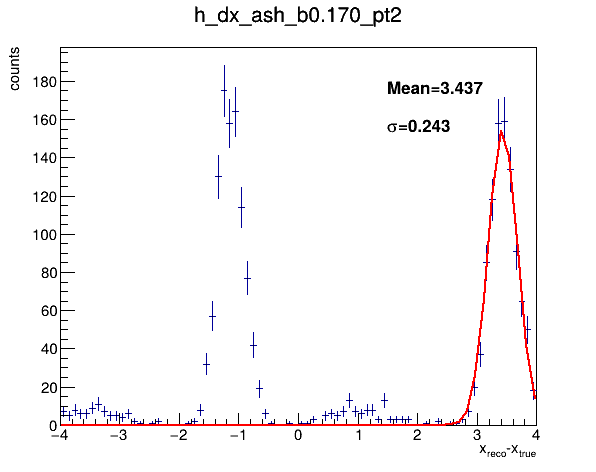 h_dx_ash_b0.170_pt2
counts
Mean=3.437
σ=0.243
180
160
140
120
100
80
60
40
20
0
−4 −3 −2 −1 0 1 2 3 4
x_reco-x_true